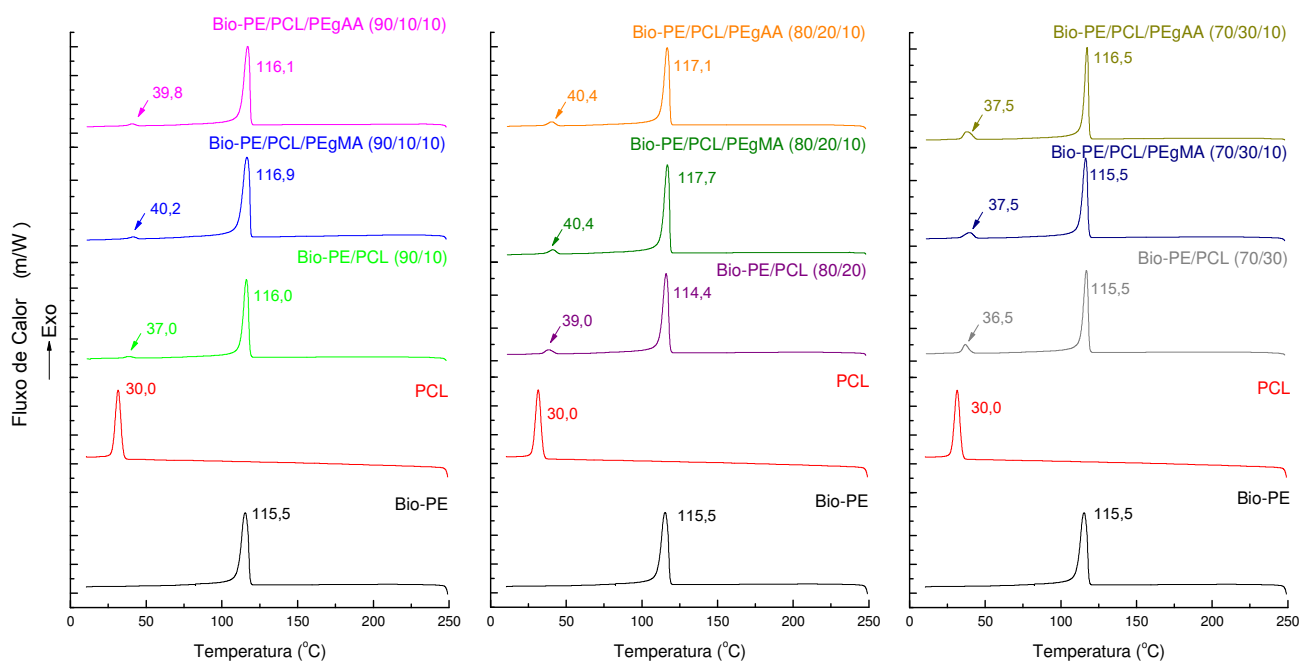 Fluxo de Calor (m/W)
Exo
Bio-PE/PCL/PEgAA (90/10/10)
116,1
39,8
Bio-PE/PCL/PEgMA (90/10/10)
116,9
40,2
Bio-PE/PCL (90/10)
116,0
37,0
PCL
30,0
Bio-PE
115,5
0 50 100 150 200 250
Temperatura (°C)
Bio-PE/PCL/PEgAA (80/20/10)
117,1
40,4
Bio-PE/PCL/PEgMA (80/20/10)
117,7
40,4
Bio-PE/PCL (80/20)
114,4
39,0
PCL
30,0
Bio-PE
115,5
0 50 100 150 200 250
Temperatura (°C)
Bio-PE/PCL/PEgAA (70/30/10)
116,5
37,5
Bio-PE/PCL/PEgMA (70/30/10)
115,5
37,5
Bio-PE/PCL (70/30)
115,5
36,5
PCL
30,0
Bio-PE
115,5
0 50 100 150 200 250
Temperatura (°C)